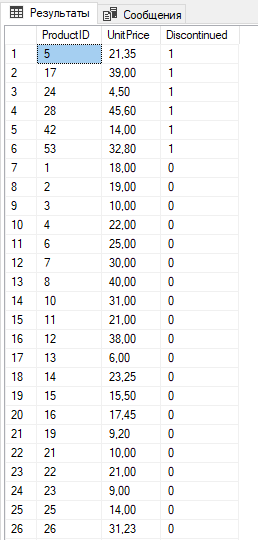 Результаты Сообщения
ProductID UnitPrice Discontinued
1 5 21,35 1
2 17 39,00 1
3 24 4,50 1
4 28 45,60 1
5 42 14,00 1
6 53 32,80 1
7 1 18,00 0
8 2 19,00 0
9 3 10,00 0
10 4 22,00 0
11 6 25,00 0
12 7 30,00 0
13 8 40,00 0
14 10 31,00 0
15 11 21,00 0
16 12 38,00 0
17 13 6,00 0
18 14 23,25 0
19 15 15,50 0
20 16 17,45 0
21 19 9,20 0
22 21 10,00 0
23 22 21,00 0
24 23 9,00 0
25 25 14,00 0
26 26 31,23 0